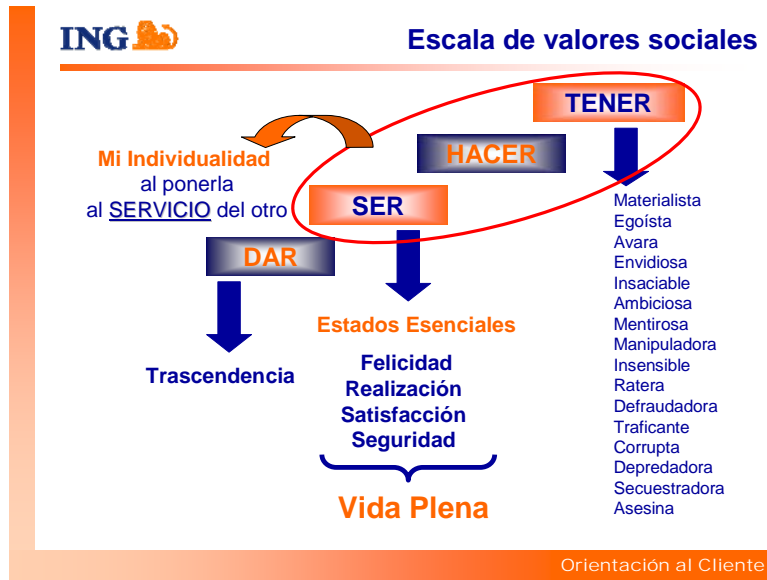 ING
Escala de valores sociales
TENER
HACER
SER
DAR
Mi Individualidad
al ponerla
al SERVICIO del otro
Trascendencia
Estados Esenciales
Felicidad
Realización
Satisfacción
Seguridad
Vida Plena
Materialista
Egoísta
Avara
Envidiosa
Insaciable
Ambiciosa
Mentirosa
Manipuladora
Insensible
Ratera
Defraudadora
Traficante
Corrupta
Depredadora
Secuestradora
Asesina
Orientación al Cliente